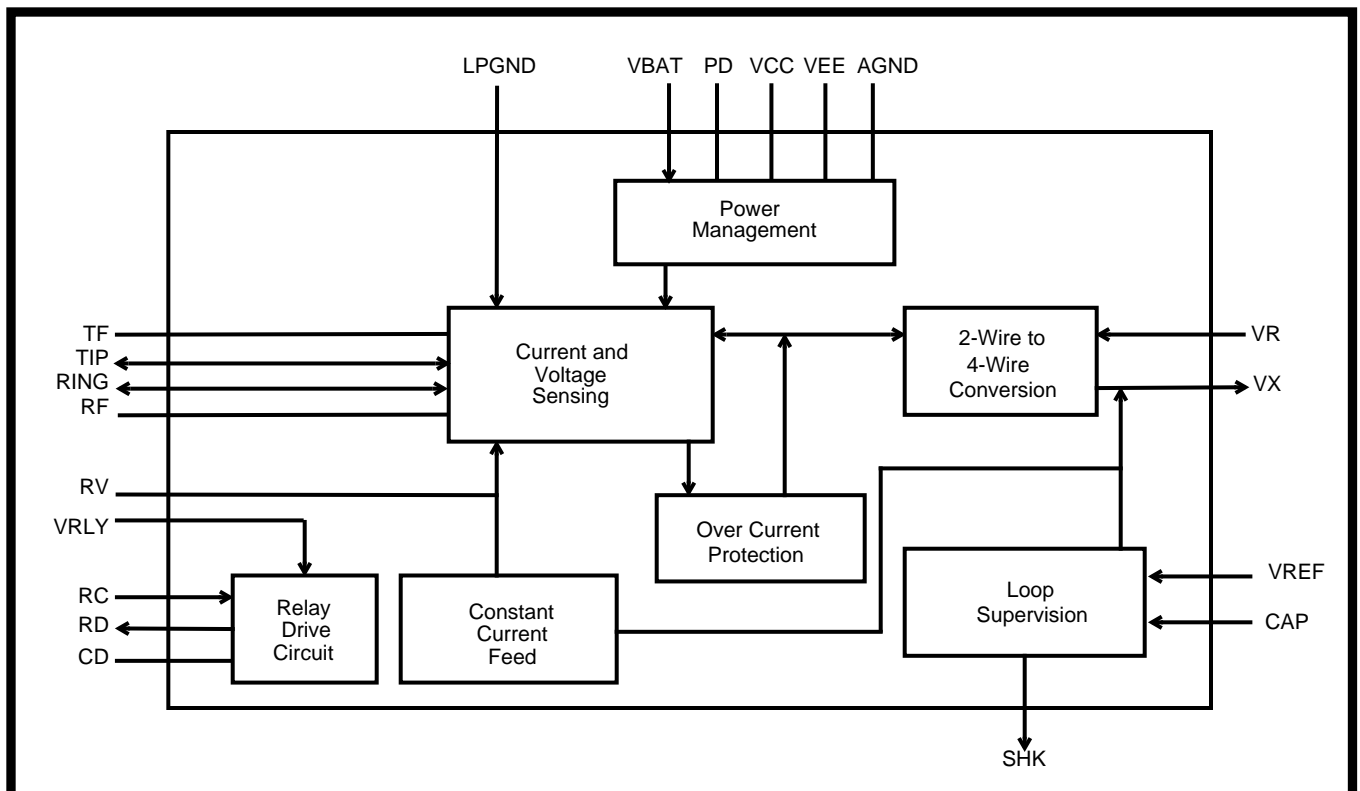 LPGND
VBAT
PD
VCC
VEE
AGND
Power
Management
TF
TIP
RING
RF
Current and
Voltage
Sensing
2-Wire to
4-Wire
Conversion
VR
VX
RV
VRLY
Over Current
Protection
RC
RD
CD
Relay
Drive
Circuit
Constant
Current
Feed
Loop
Supervision
VREF
CAP
SHK